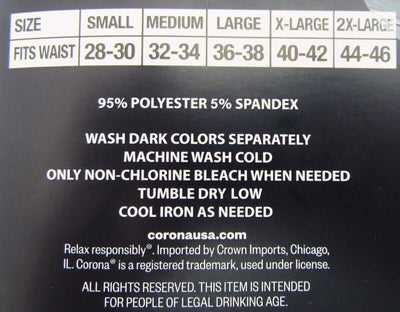 SIZE SMALL MEDIUM LARGE X-LARGE 2X-LARGE
FITS WAIST 28-30 32-34 36-38 40-42 44-46
95% POLYESTER 5% SPANDEX
WASH DARK COLORS SEPARATELY
MACHINE WASH COLD
ONLY NON-CHLORINE BLEACH WHEN NEEDED
TUMBLE DRY LOW
COOL IRON AS NEEDED
coronausa.com
Relax responsibly®. Imported by Crown Imports, Chicago,
IL. Corona® is a registered trademark, used under license.
ALL RIGHTS RESERVED. THIS ITEM IS INTENDED
FOR PEOPLE OF LEGAL DRINKING AGE.